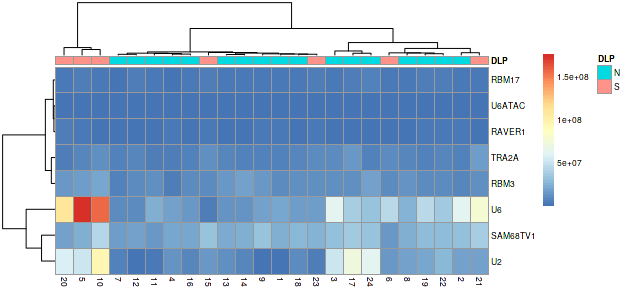 DLP
RBM17
U6ATAC
RAVER1
TRA2A
RBM3
U6
SAM68TV1
U2
20 5 10 7 12 11 4 16 15 13 14 9 1 18 23 3 17 24 6 8 19 22 2 21
1.5e+08
1e+08
5e+07
DLP
N
S